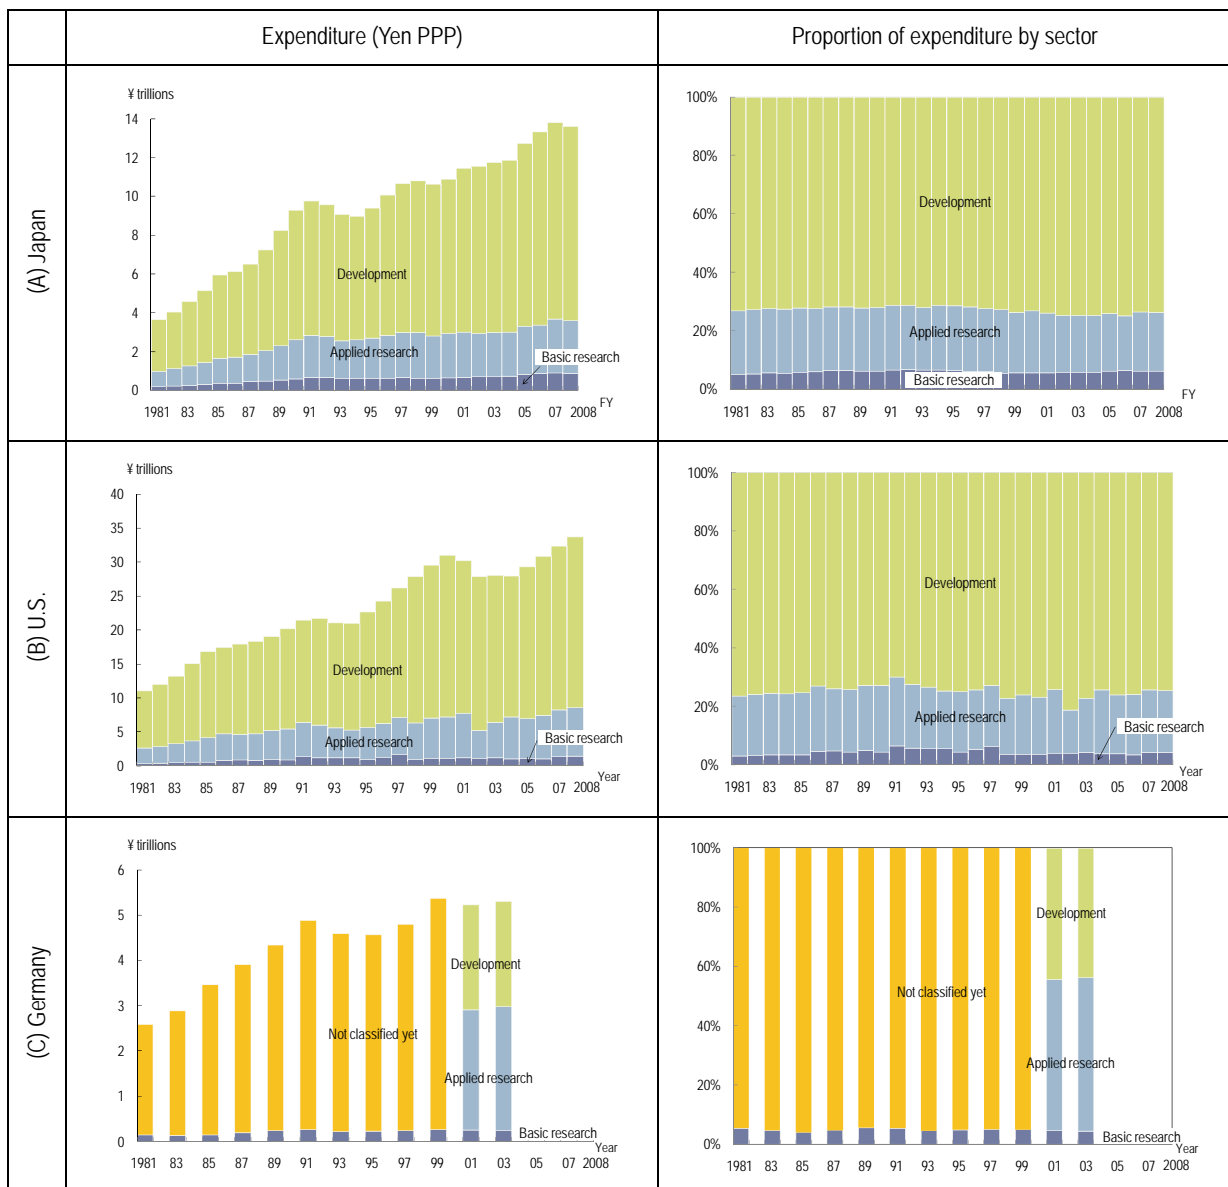 Expenditure (Yen PPP)
Proportion of expenditure by sector
(A) Japan
¥ trillions
14
12
10
8
6
4
2
0
Development
Applied research
Basic research
1981 83 85 87 89 91 93 95 97 99 01 03 05 07 2008
FY
100%
80%
60%
40%
20%
0%
Development
Applied research
Basic research
1981 83 85 87 89 91 93 95 97 99 01 03 05 07 2008
FY
(B) U.S.
¥ trillions
40
35
30
25
20
15
10
5
0
Development
Applied research
Basic research
1981 83 85 87 89 91 93 95 97 99 01 03 05 07 2008
Year
100%
80%
60%
40%
20%
0%
Development
Applied research
Basic research
1981 83 85 87 89 91 93 95 97 99 01 03 05 07 2008
Year
(C) Germany
¥ tirillions
6
5
4
3
2
1
0
Not classified yet
Development
Applied research
Basic research
1981 83 85 87 89 91 93 95 97 99 01 03 05 07 2008
Year
100%
80%
60%
40%
20%
0%
Not classified yet
Development
Applied research
Basic research
1981 83 85 87 89 91 93 95 97 99 01 03 05 07 2008
Year